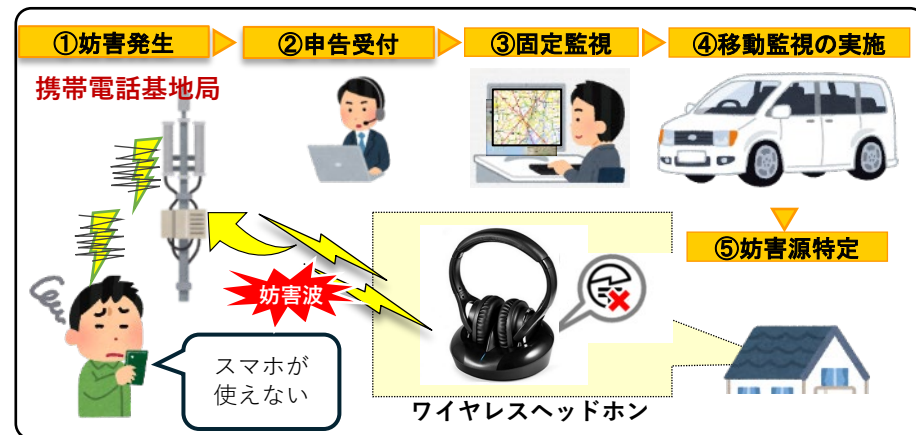 ①妨害発生
②申告受付
③固定監視
④移動監視の実施
携帯電話基地局
⑤妨害源特定
妨害波
スマホが
使えない
ワイヤレスヘッドホン